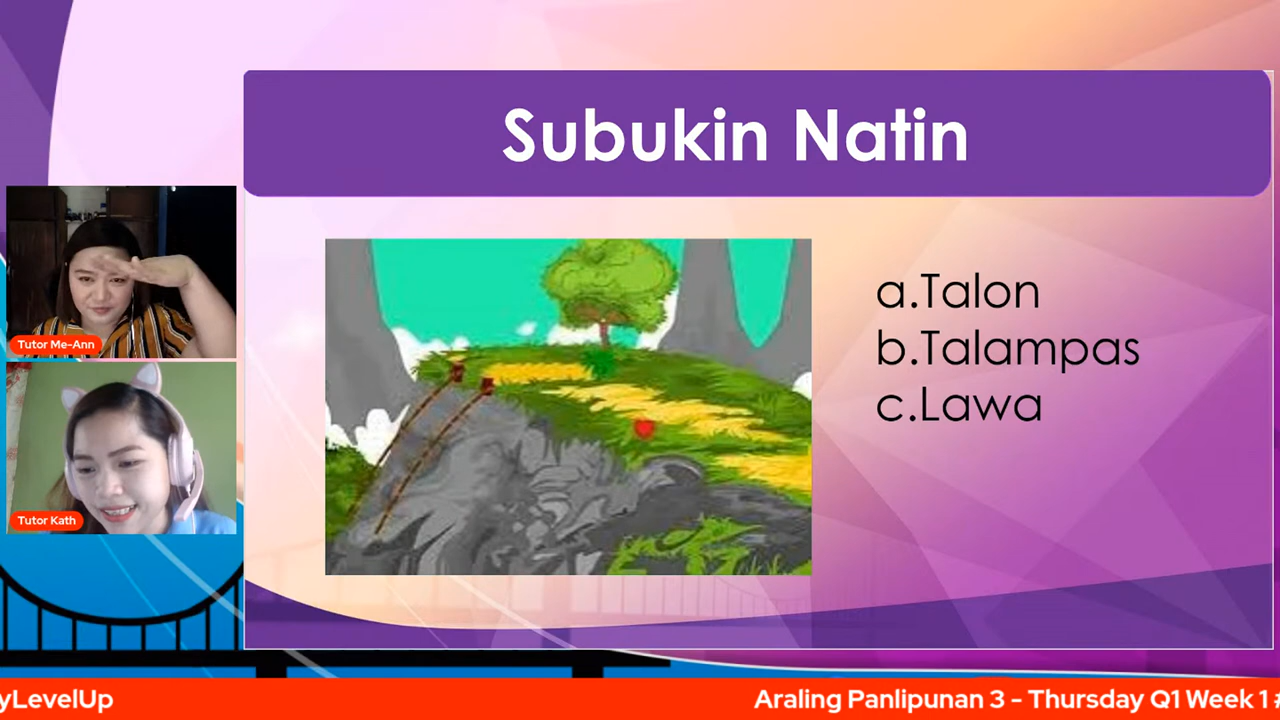 Subukin Natin
a.Talon
b.Talampas
c.Lawa
Tutor Me-Ann
Tutor Kath
yLevelUp
Araling Panlipunan 3 - Thursday Q1 Week 1 #